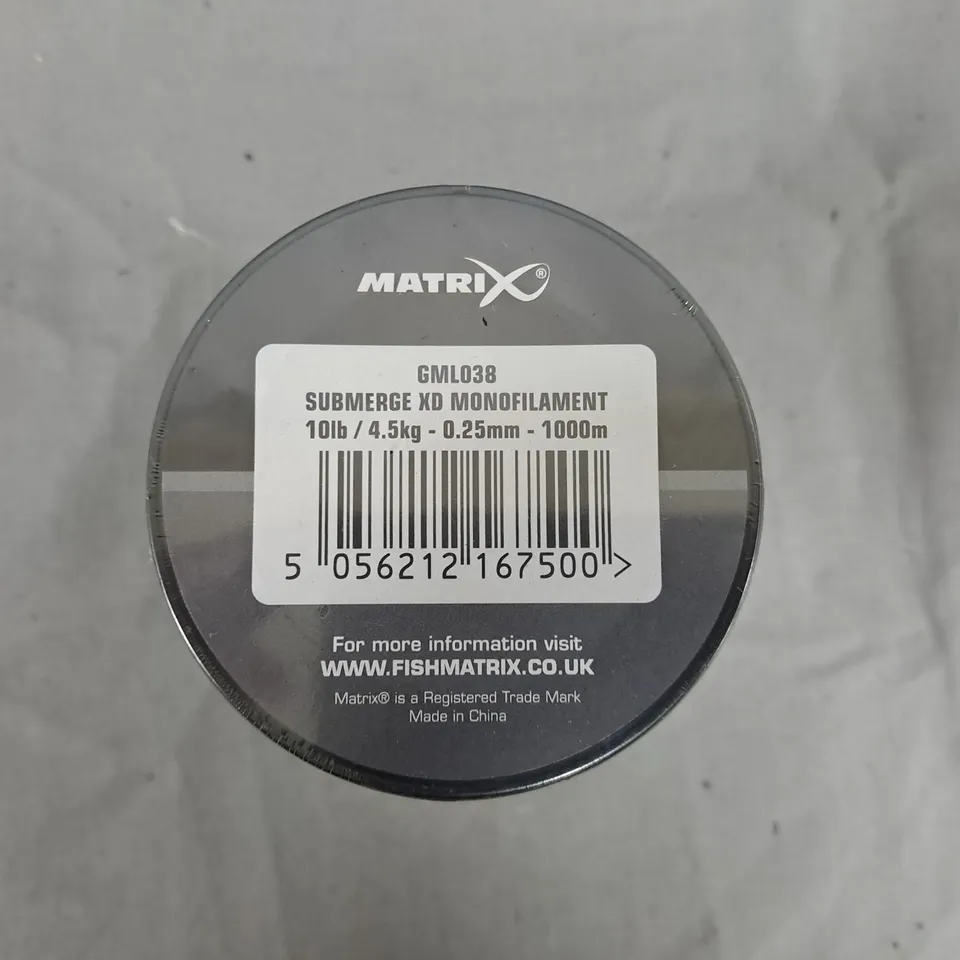 MATRIX®
GML038
SUBMERGE XD MONOFILAMENT
10lb / 4.5kg - 0.25mm - 1000m
5 056212 167500 >
For more information visit
WWW.FISHMATRIX.CO.UK
Matrix® is a Registered Trade Mark
Made in China